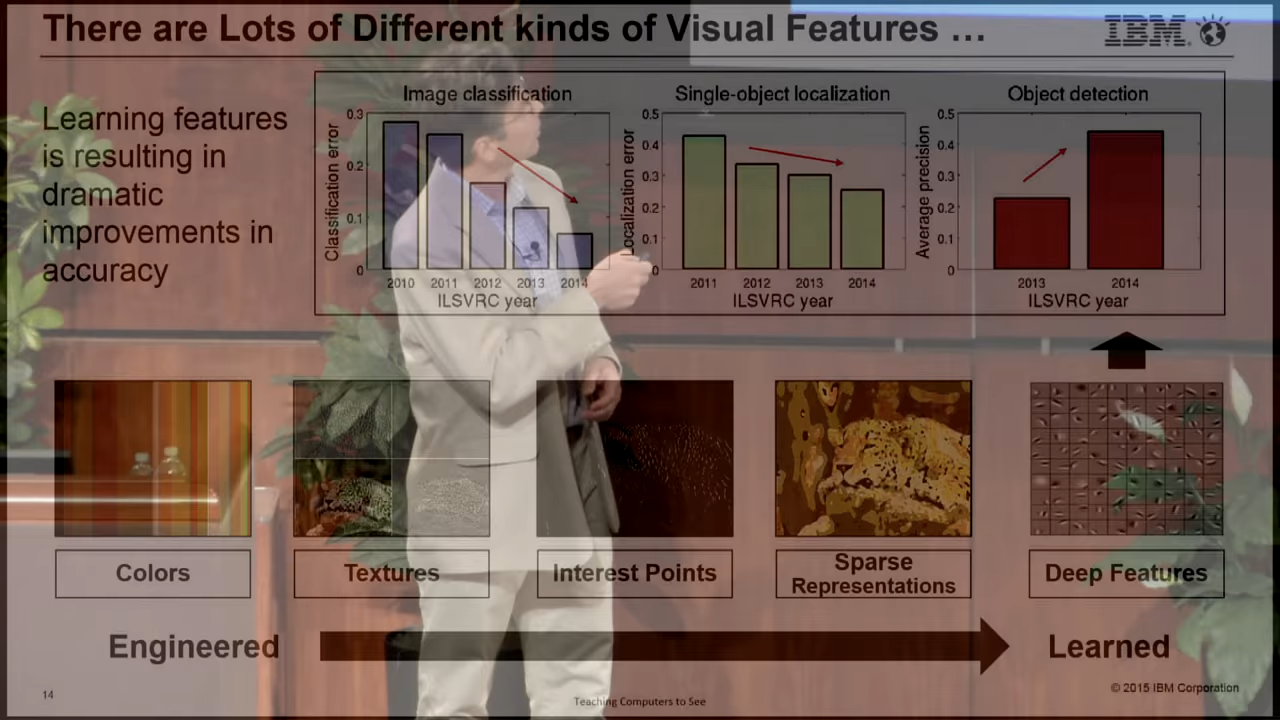 There are Lots of Different kinds of Visual Features …
IBM
Learning features
is resulting in
dramatic
improvements in
accuracy
Image classification
Classification error
0.3
0.2
0.1
0
2010 2011 2012 2013 2014
ILSVRC year
Single-object localization
Localization error
0.5
0.4
0.3
0.2
0.1
0
2011 2012 2013 2014
ILSVRC year
Object detection
Average precision
0.5
0.4
0.3
0.2
0.1
0
2013 2014
ILSVRC year
Colors
Textures
Interest Points
Sparse
Representations
Deep Features
Engineered
Learned
14
Teaching Computers to See
© 2015 IBM Corporation